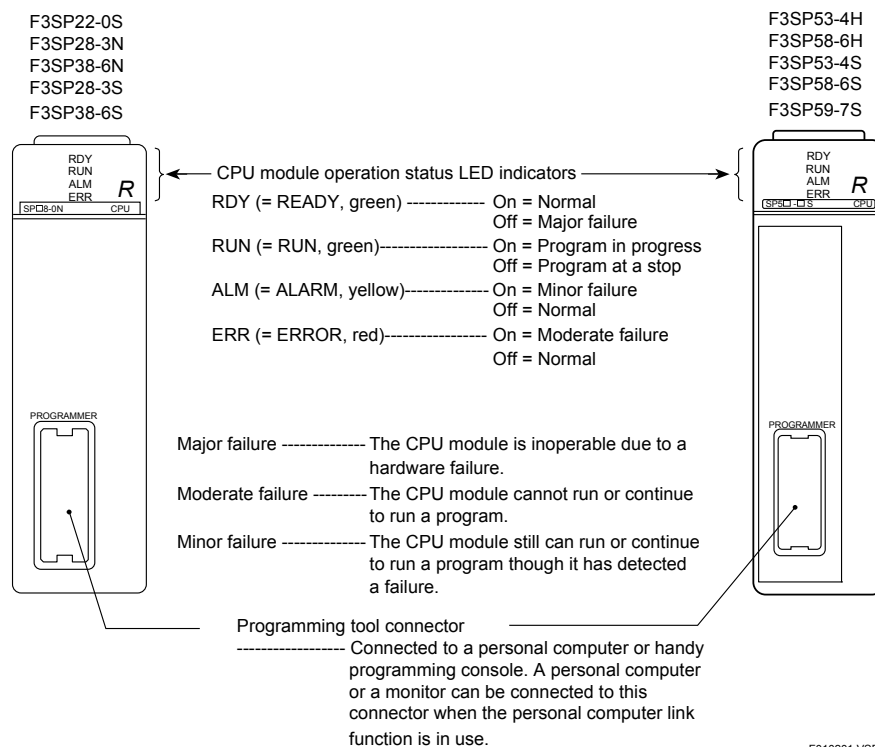 F3SP22-0S
F3SP28-3N
F3SP38-6N
F3SP28-3S
F3SP38-6S
F3SP53-4H
F3SP58-6H
F3SP53-4S
F3SP58-6S
F3SP59-7S
RDY
RUN
ALM
ERR
R
SP□8-0N CPU
PROGRAMMER
CPU module operation status LED indicators
RDY (= READY, green) ------------- On = Normal
Off = Major failure
RUN (= RUN, green)------------------ On = Program in progress
Off = Program at a stop
ALM (= ALARM, yellow)-------------- On = Minor failure
Off = Normal
ERR (= ERROR, red)----------------- On = Moderate failure
Off = Normal
Major failure -------------- The CPU module is inoperable due to a
hardware failure.
Moderate failure --------- The CPU module cannot run or continue
to run a program.
Minor failure -------------- The CPU module still can run or continue
to run a program though it has detected
a failure.
Programming tool connector
------------------ Connected to a personal computer or handy
programming console. A personal computer
or a monitor can be connected to this
connector when the personal computer link
function is in use.
RDY
RUN
ALM
ERR
R
SP5□-□S CPU
PROGRAMMER